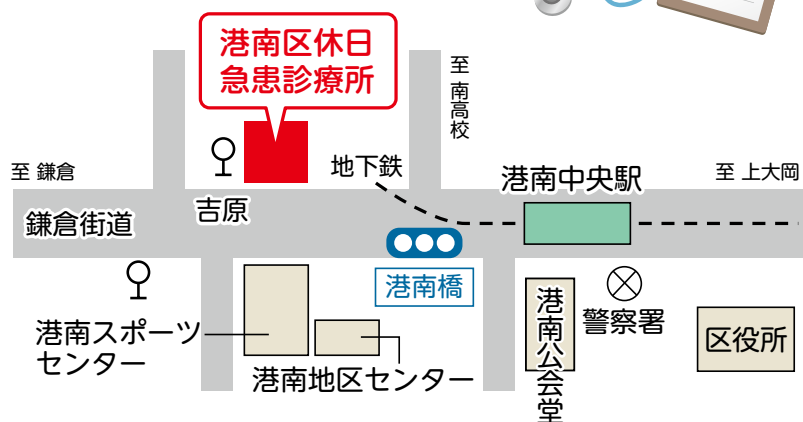 港南区休日
急患診療所
至 南高校
至 鎌倉
地下鉄
港南中央駅
至 上大岡
鎌倉街道
吉原
港南橋
港南スポーツ
センター
港南地区センター
港南公会堂
警察署
区役所